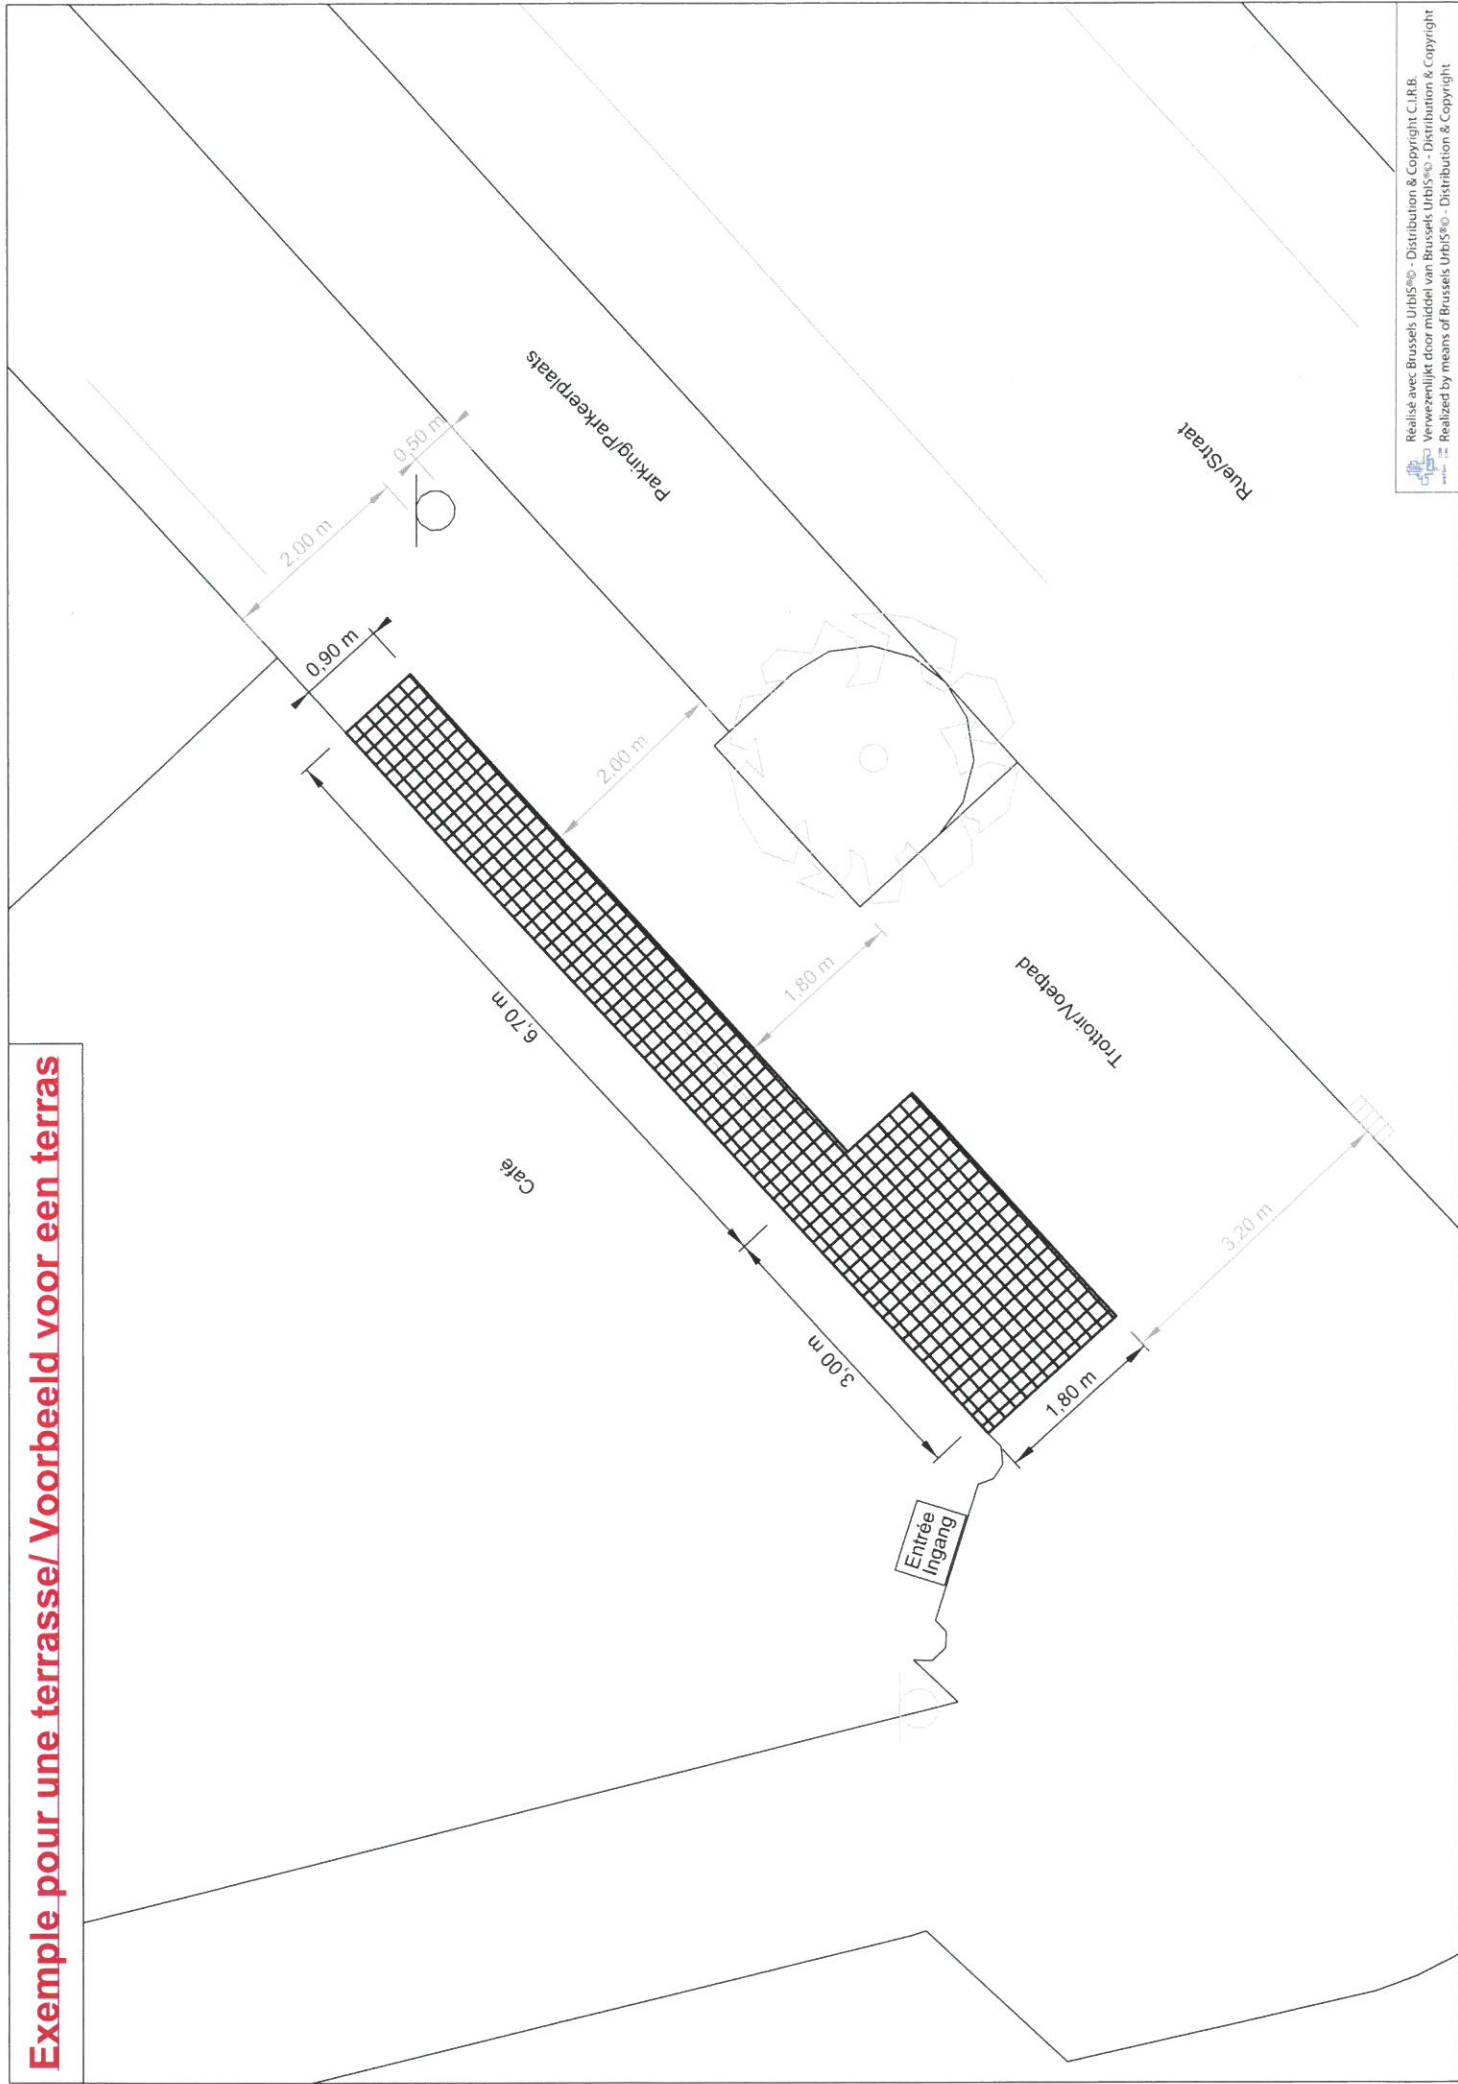 Exemple pour une terrasse/ Voorbeeld voor een terras
2,00 m
0,50 m
0,90 m
Parking/Parkeerplaats
2,00 m
6,70 m
1,80 m
Café
Trottoir/Voetpad
Rue/Straat
3,00 m
1,80 m
3,20 m
Entrée
Ingang
Réalisé avec Brussels UrbIS®© - Distribution & Copyright C.I.R.B.
Verwezenlijkt door middel van Brussels UrbIS®© - Distribution & Copyright
Realized by means of Brussels UrbIS®© - Distribution & Copyright